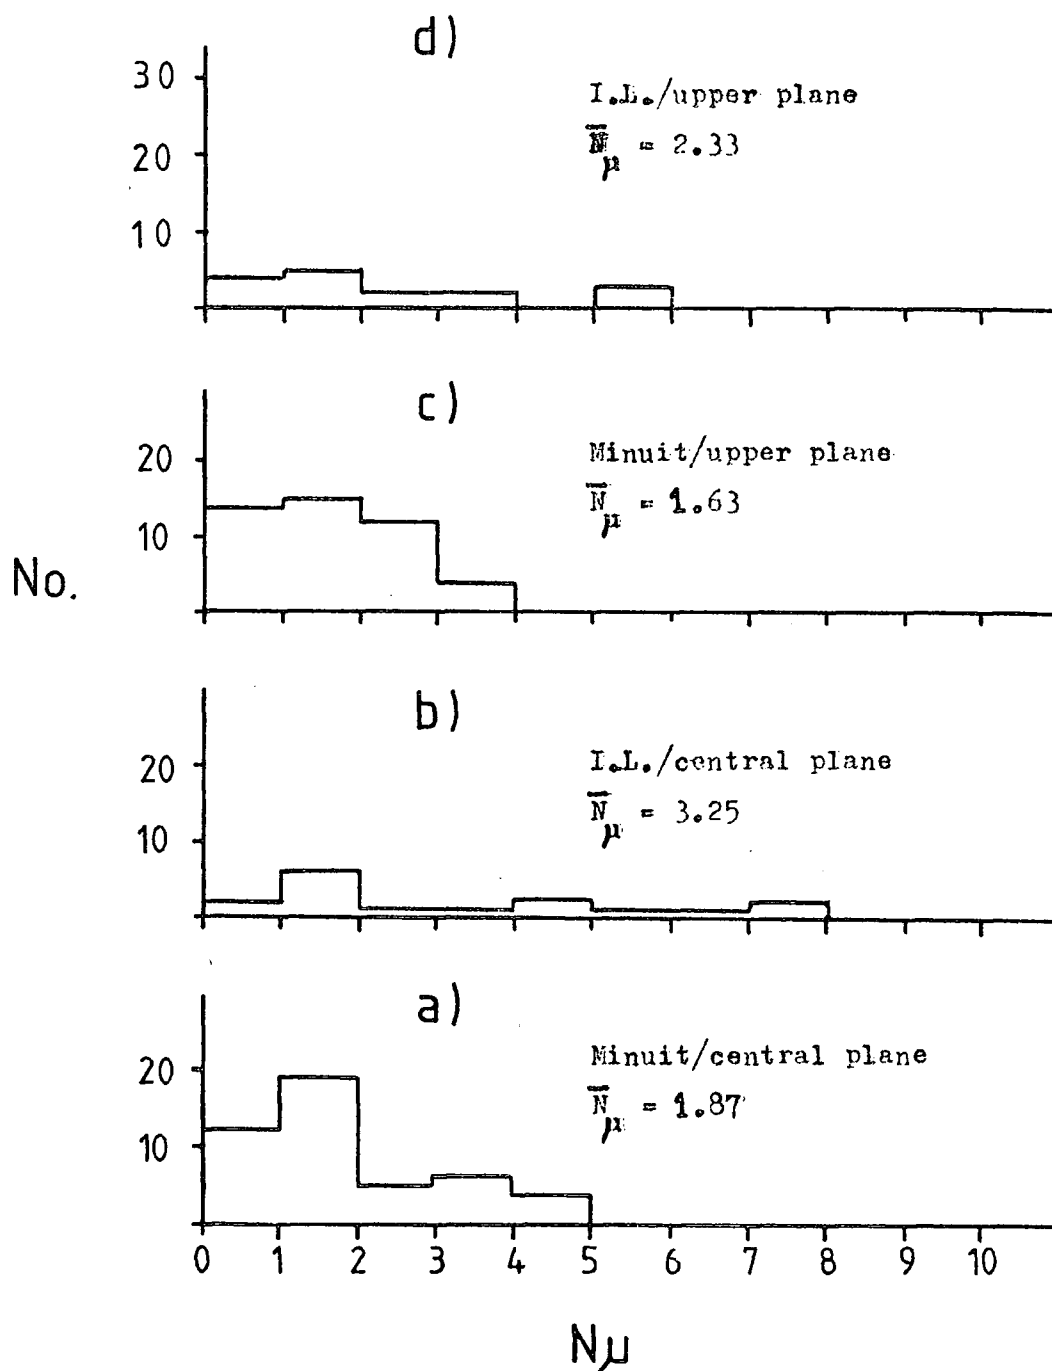 d)
30
20
10
I.L./upper plane
N̅μ = 2.33
c)
20
10
Minuit/upper plane
N̅μ = 1.63
No.
b)
20
10
I.L./central plane
N̅μ = 3.25
a)
20
10
Minuit/central plane
N̅μ = 1.87
0 1 2 3 4 5 6 7 8 9 10
Nμ